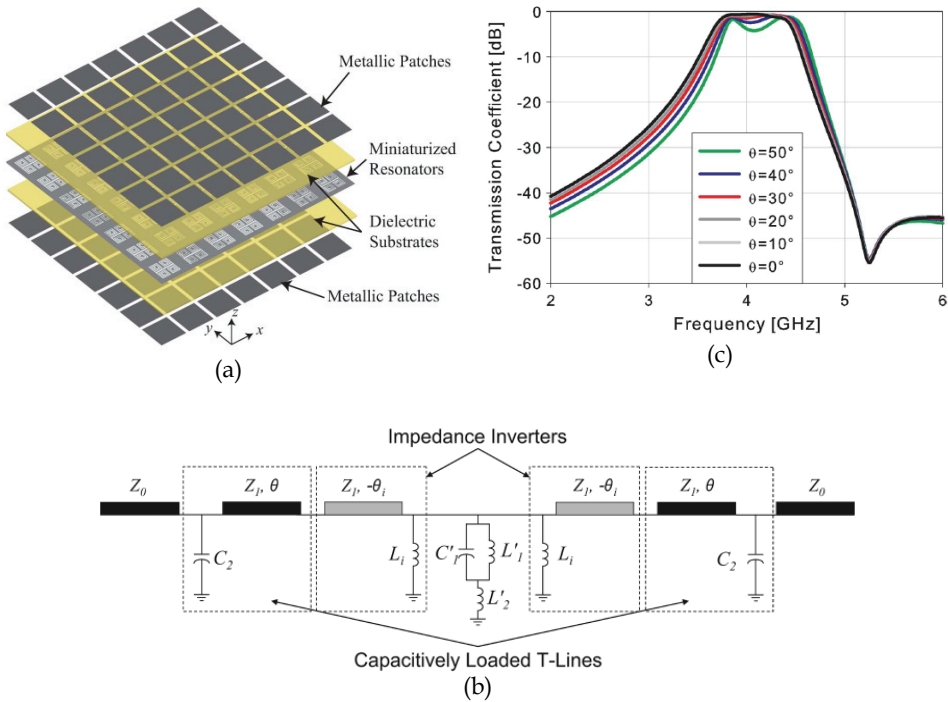 (a)
Metallic Patches
Miniaturized
Resonators
Dielectric
Substrates
Metallic Patches
z
y
x
(c)
Transmission Coefficient [dB]
0
-10
-20
-30
-40
-50
-60
θ=50°
θ=40°
θ=30°
θ=20°
θ=10°
θ=0°
2
3
4
5
6
Frequency [GHz]
(a)
(c)
Impedance Inverters
Z0
Z1, θ
Z1, -θi
Z1, -θi
Z1, θ
Z0
C2
Li
C'1
L'1
Li
C2
L'2
Capacitively Loaded T-Lines
(b)